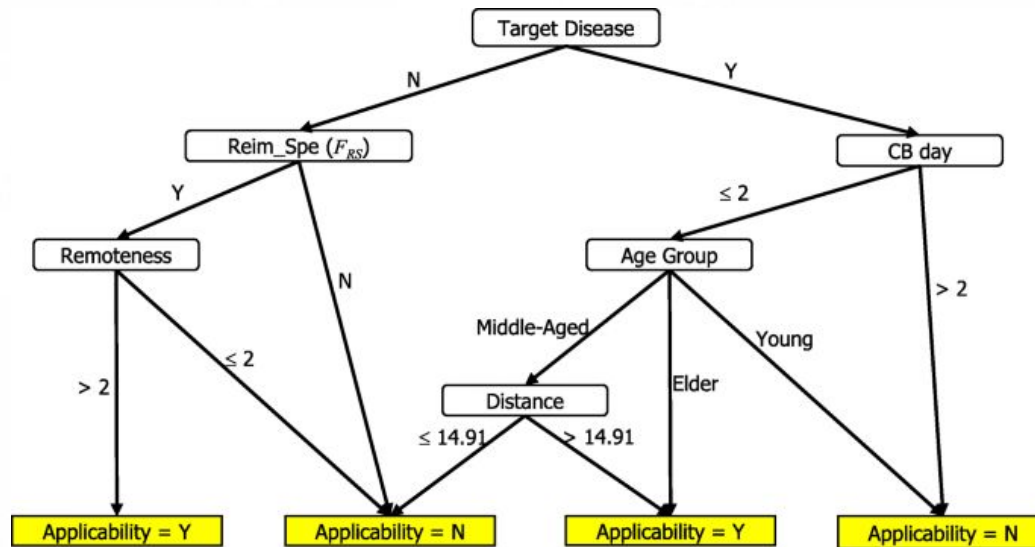 Target Disease
N
Y
Reim_Spe (F_RS)
CB day
Y
≤ 2
Remoteness
Age Group
N
> 2
Middle-Aged
Young
≤ 2
> 2
Elder
Distance
≤ 14.91
> 14.91
Applicability = Y
Applicability = N
Applicability = Y
Applicability = N